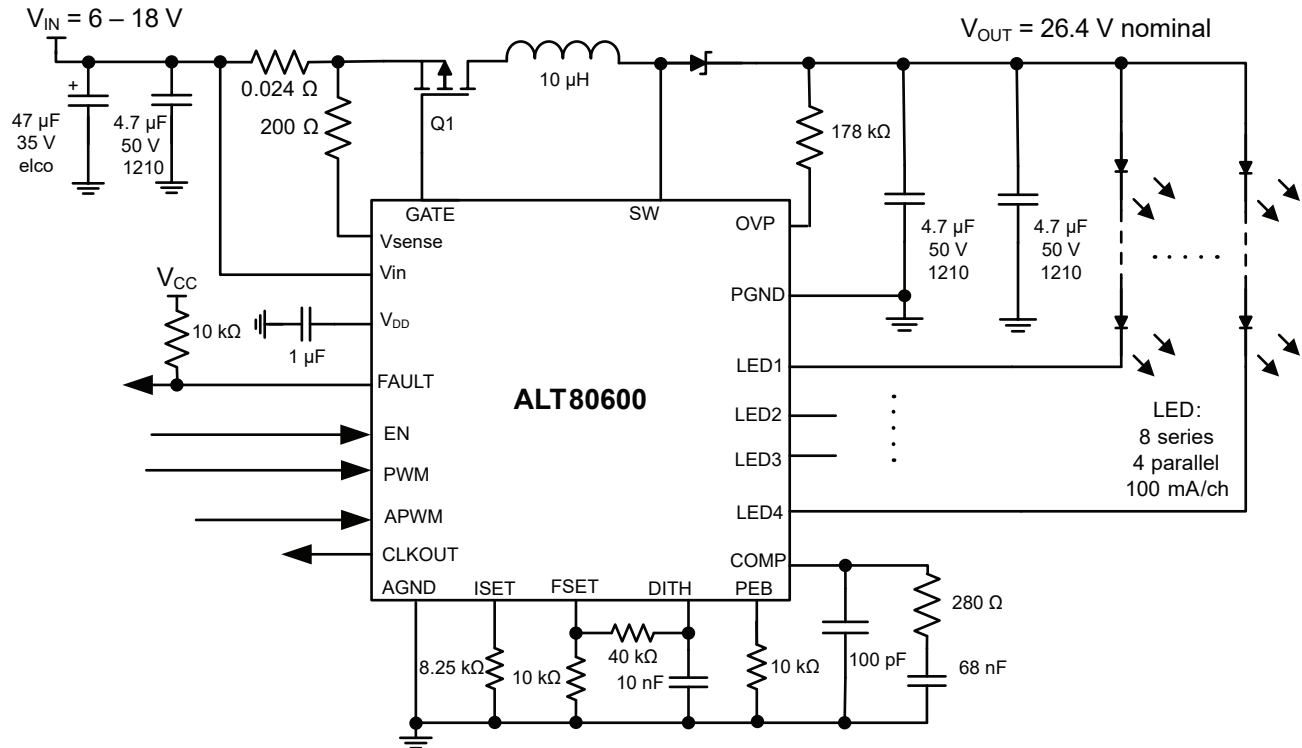 V_IN = 6 – 18 V
V_OUT = 26.4 V nominal
10 µH
0.024 Ω
+
47 µF
35 V
elco
4.7 µF
50 V
1210
200 Ω
Q1
178 kΩ
GATE
SW
OVP
Vsense
Vin
4.7 µF
50 V
1210
4.7 µF
50 V
1210
V_CC
10 kΩ
V_DD
1 µF
PGND
FAULT
LED1
ALT80600
LED2
LED3
LED4
LED:
8 series
4 parallel
100 mA/ch
EN
PWM
APWM
CLKOUT
COMP
AGND
ISET
FSET
DITH
PEB
280 Ω
8.25 kΩ
10 kΩ
40 kΩ
10 nF
10 kΩ
100 pF
68 nF